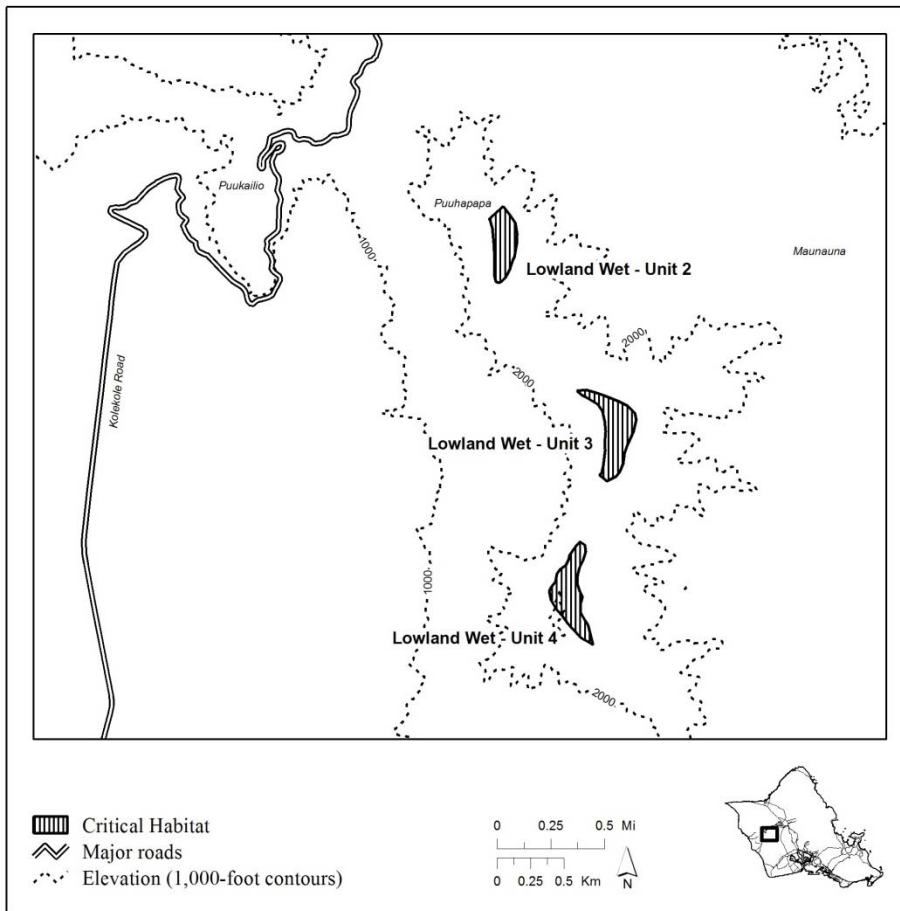 Puukailio
Puuhapapa
Maunauna
1000
Lowland Wet - Unit 2
2000
Kolekole Road
2000
Lowland Wet - Unit 3
1000
Lowland Wet - Unit 4
2000
Critical Habitat
Major roads
Elevation (1,000-foot contours)
0 0.25 0.5 Mi
0 0.25 0.5 Km
N